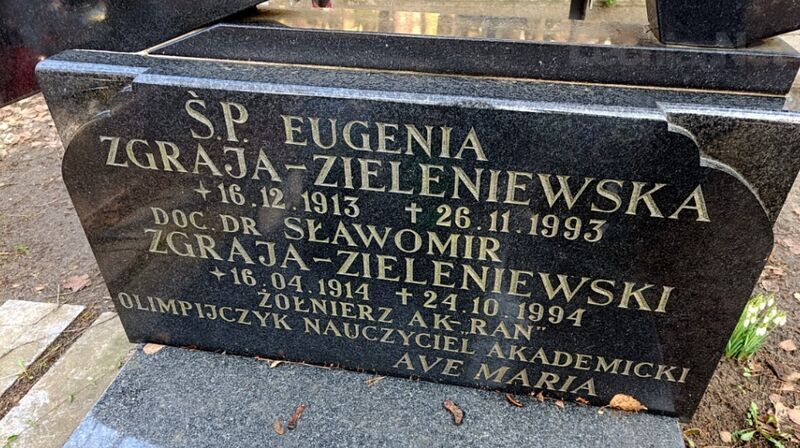 Ś.P. EUGENIA
ZGRAJA-ZIELENIEWSKA
16.12.1913 26.11.1993
DOC. DR SŁAWOMIR
ZGRAJA-ZIELENIEWSKI
16.04.1914 24.10.1994
ŻOŁNIERZ AK-„RAN”
OLIMPIJCZYK NAUCZYCIEL AKADEMICKI
AVE MARIA